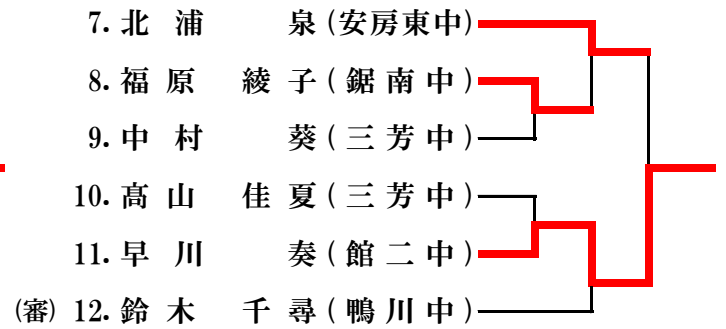 7. 北浦 泉 (安房東中)
8. 福原 綾子 (鋸南中)
9. 中村 葵 (三芳中)
10. 髙山 佳夏 (三芳中)
11. 早川 奏 (館二中)
(審) 12. 鈴木 千尋 (鴨川中)